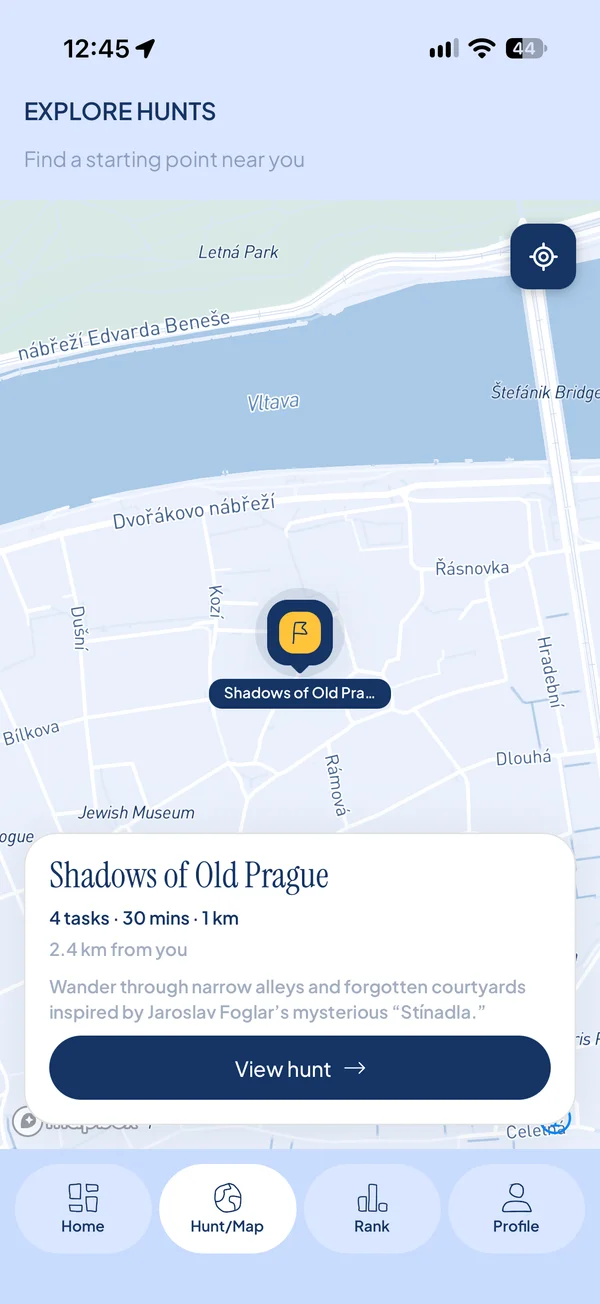 12:45
44
EXPLORE HUNTS
Find a starting point near you
Letná Park
nábřeží Edvarda Beneše
Vltava
Štefánik Bridge
Dvořákovo nábřeží
Řásnovka
Kozí
Dušní
Hradební
Shadows of Old Pra...
Bílkova
Dlouhá
Rámová
Jewish Museum
ogue
Shadows of Old Prague
4 tasks · 30 mins · 1 km
2.4 km from you
Wander through narrow alleys and forgotten courtyards
inspired by Jaroslav Foglar’s mysterious “Stínadla.”
View hunt →
mapbox
Celetná
Home
Hunt/Map
Rank
Profile